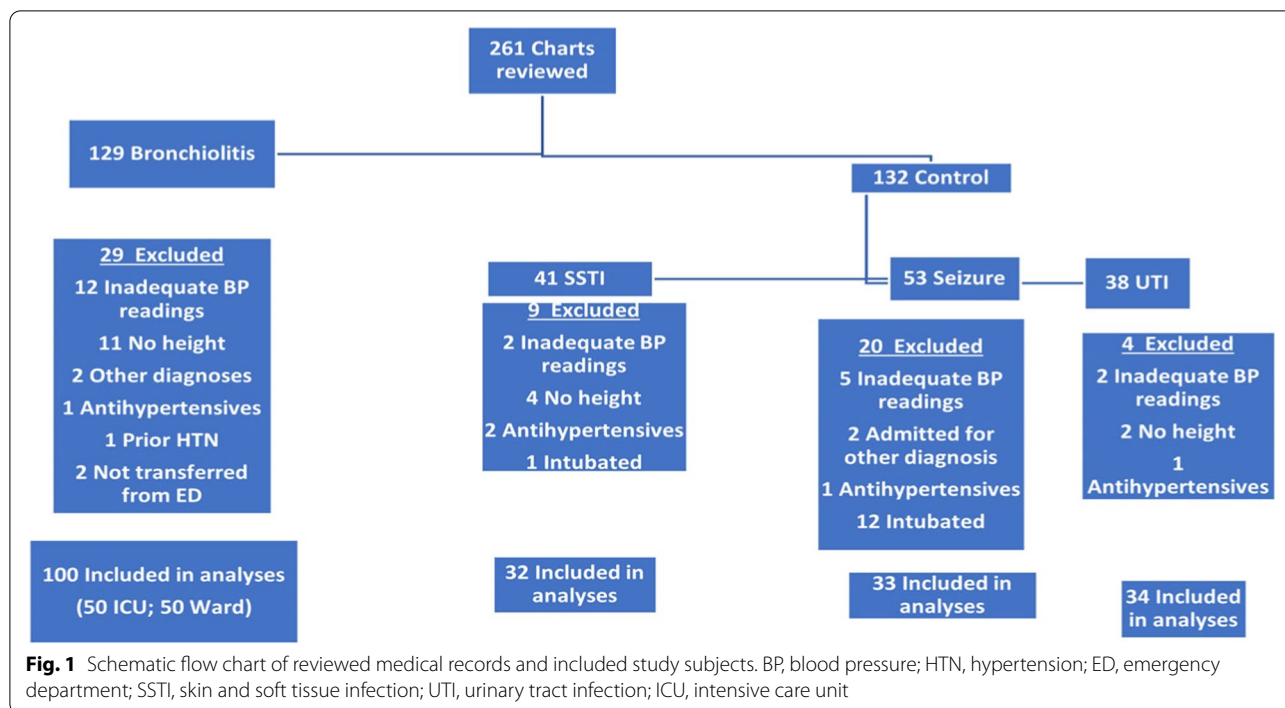 261 Charts
reviewed
129 Bronchiolitis
132 Control
29 Excluded
12 Inadequate BP
readings
11 No height
2 Other diagnoses
1 Antihypertensives
1 Prior HTN
2 Not transferred
from ED
41 SSTI
9 Excluded
2 Inadequate BP
readings
4 No height
2 Antihypertensives
1 Intubated
53 Seizure
20 Excluded
5 Inadequate BP
readings
2 Admitted for
other diagnosis
1 Antihypertensives
12 Intubated
38 UTI
4 Excluded
2 Inadequate BP
readings
2 No height
1
Antihypertensives
100 Included in analyses
(50 ICU; 50 Ward)
32 Included in
analyses
33 Included in
analyses
34 Included
in analyses
Fig. 1 Schematic flow chart of reviewed medical records and included study subjects. BP, blood pressure; HTN, hypertension; ED, emergency
department; SSTI, skin and soft tissue infection; UTI, urinary tract infection; ICU, intensive care unit